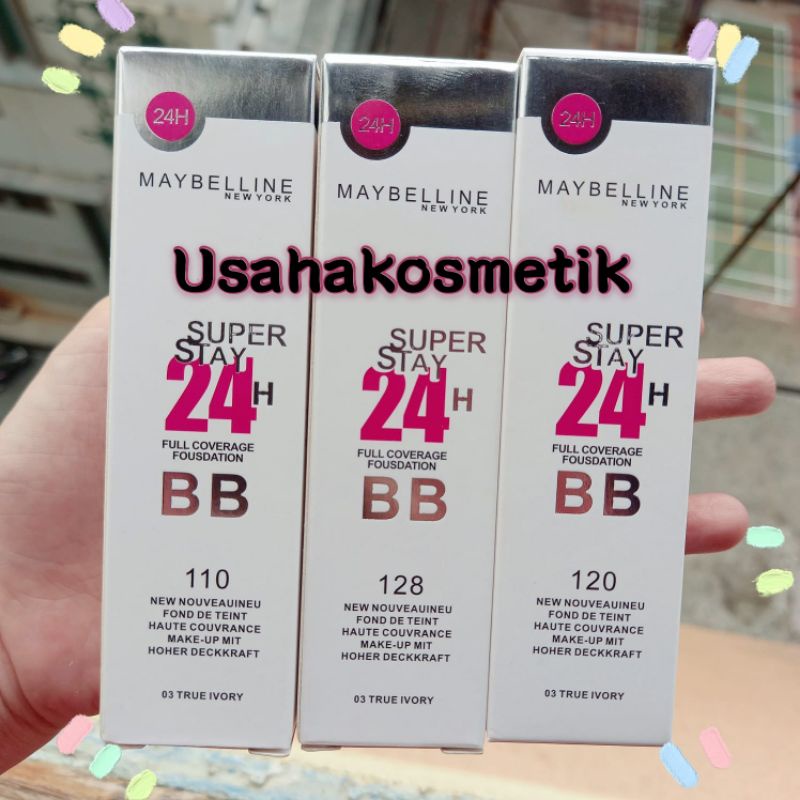 24H
MAYBELLINE
NEW YORK
SUPER
STAY
24H
FULL COVERAGE
FOUSDATION
BB
110
NEW NOUVEAUINEU
FOND DE TEINT
HAUTE COUVRANCE
MAKE-UP MIT
HOHER DECKKRAFT
03 TRUE IVORY
24H
MAYBELLINE
NEW YORK
SUPER
STAY
24H
FULL COVERAGE
FOUSDATION
BB
128
NEW NOUVEAUINEU
FOND DE TEINT
HAUTE COUVRANCE
MAKE-UP MIT
HOHER DECKKRAFT
03 TRUE IVORY
24H
MAYBELLINE
NEW YORK
SUPER
STAY
24H
FULL COVERAGE
FOUSDATION
BB
120
NEW NOUVEAUINEU
FOND DE TEINT
HAUTE COUVRANCE
MAKE-UP MIT
HOHER DECKKRAFT
03 TRUE IVORY
Usahakosmetik